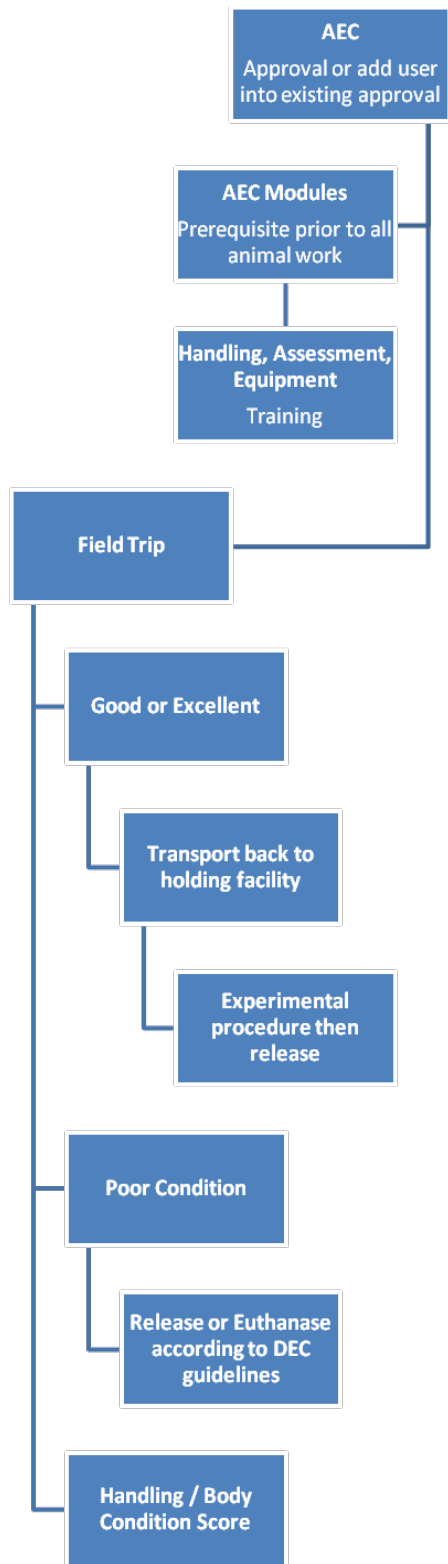 AEC
Approval or add user
into existing approval
AEC Modules
Prerequisite prior to all
animal work
Handling, Assessment,
Equipment
Training
Field Trip
Good or Excellent
Transport back to
holding facility
Experimental
procedure then
release
Poor Condition
Release or Euthanase
according to DEC
guidelines
Handling / Body
Condition Score